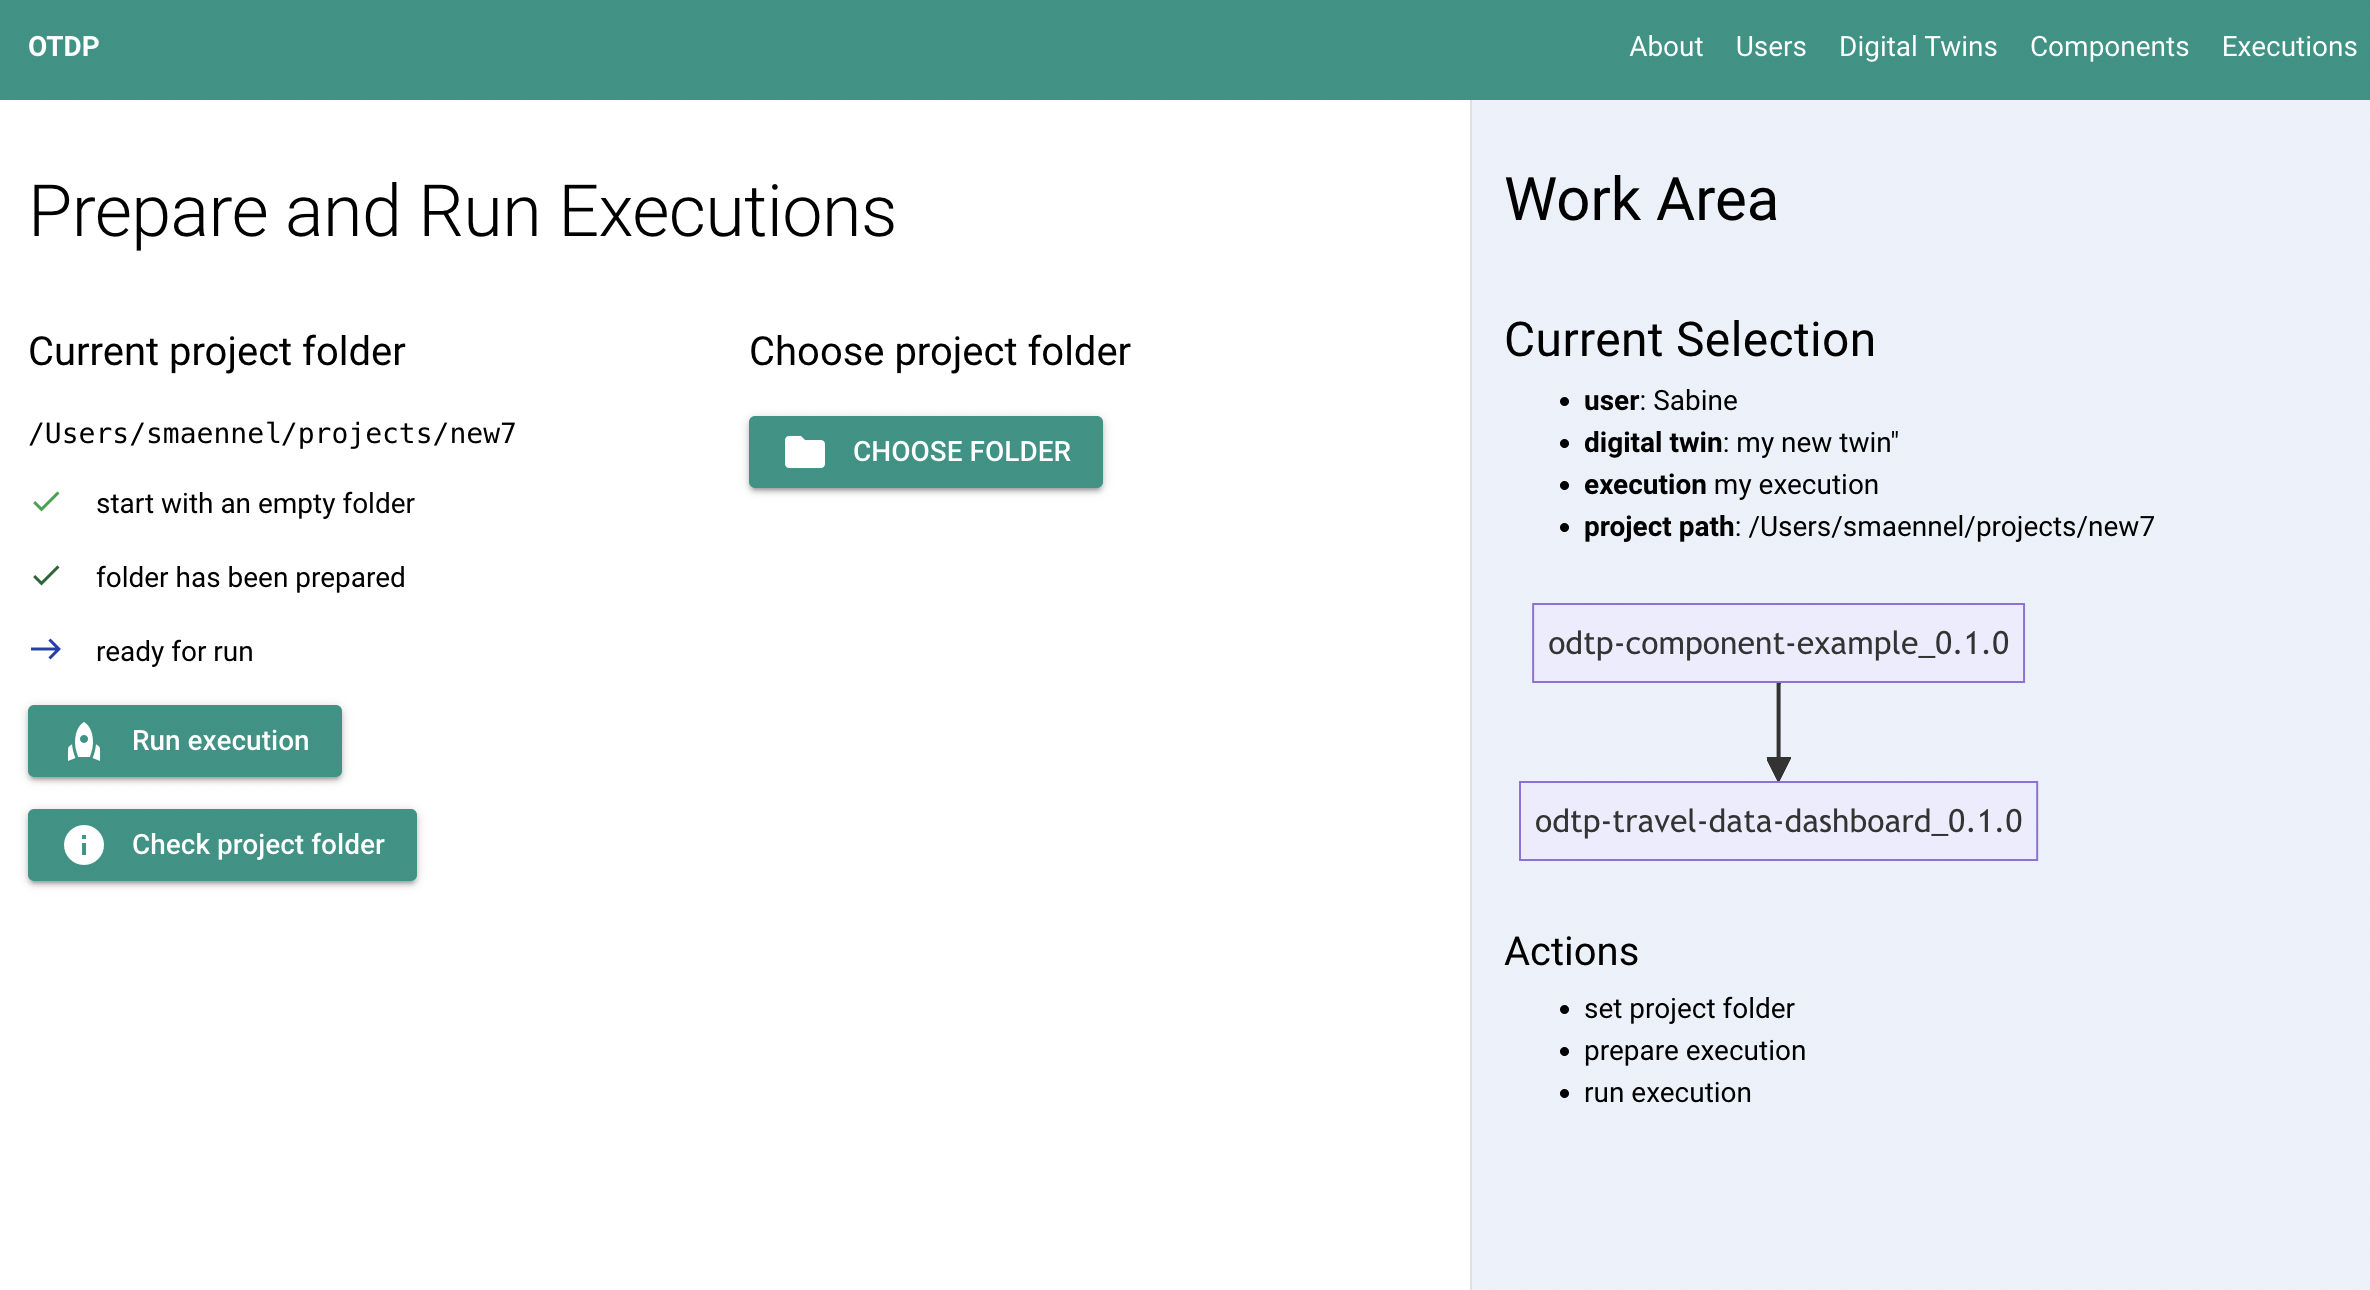 OTDP
About Users Digital Twins Components Executions
Prepare and Run Executions
Current project folder
/Users/smaennel/projects/new7
start with an empty folder
folder has been prepared
ready for run
Run execution
Check project folder
Choose project folder
CHOOSE FOLDER
Work Area
Current Selection
user: Sabine
digital twin: my new twin"
execution my execution
project path: /Users/smaennel/projects/new7
odtp-component-example_0.1.0
odtp-travel-data-dashboard_0.1.0
Actions
set project folder
prepare execution
run execution